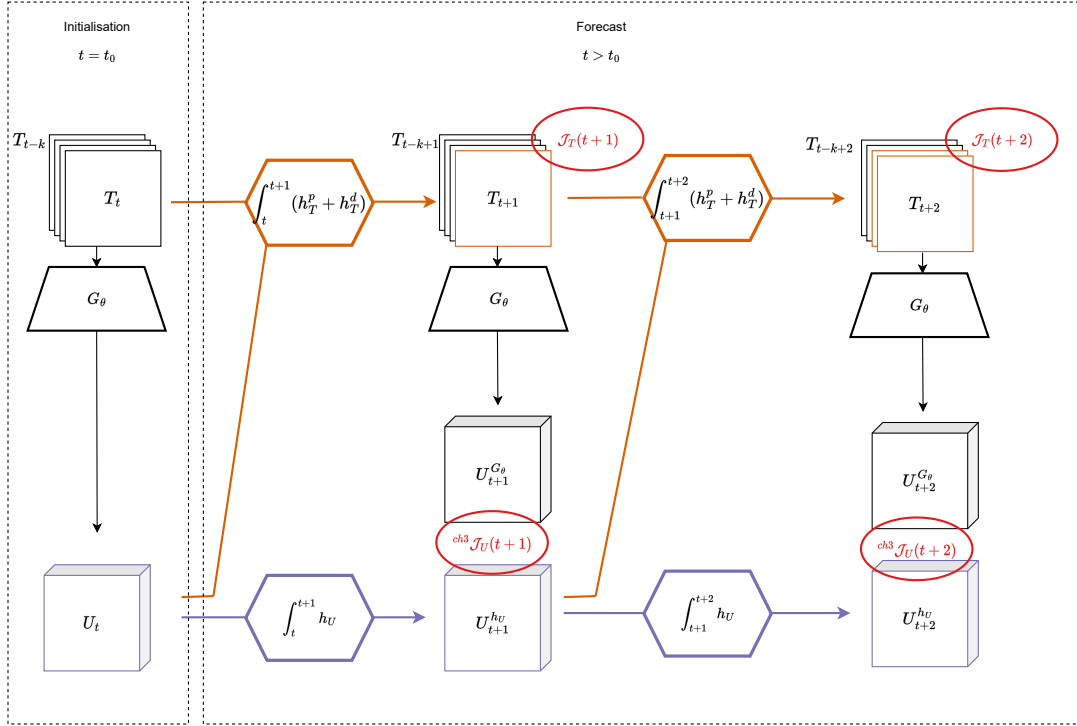 Initialisation
t = t₀
Forecast
t > t₀
T_{t−k}
T_t
∫_t^{t+1} (h_T^p + h_T^d)
T_{t−k+1}
𝒥_T(t + 1)
T_{t+1}
∫_{t+1}^{t+2} (h_T^p + h_T^d)
T_{t−k+2}
𝒥_T(t + 2)
T_{t+2}
G_θ
G_θ
G_θ
U_{t+1}^{G_θ}
U_{t+2}^{G_θ}
^{ch3} 𝒥_U(t + 1)
^{ch3} 𝒥_U(t + 2)
U_t
∫_t^{t+1} h_U
U_{t+1}^{h_U}
∫_{t+1}^{t+2} h_U
U_{t+2}^{h_U}